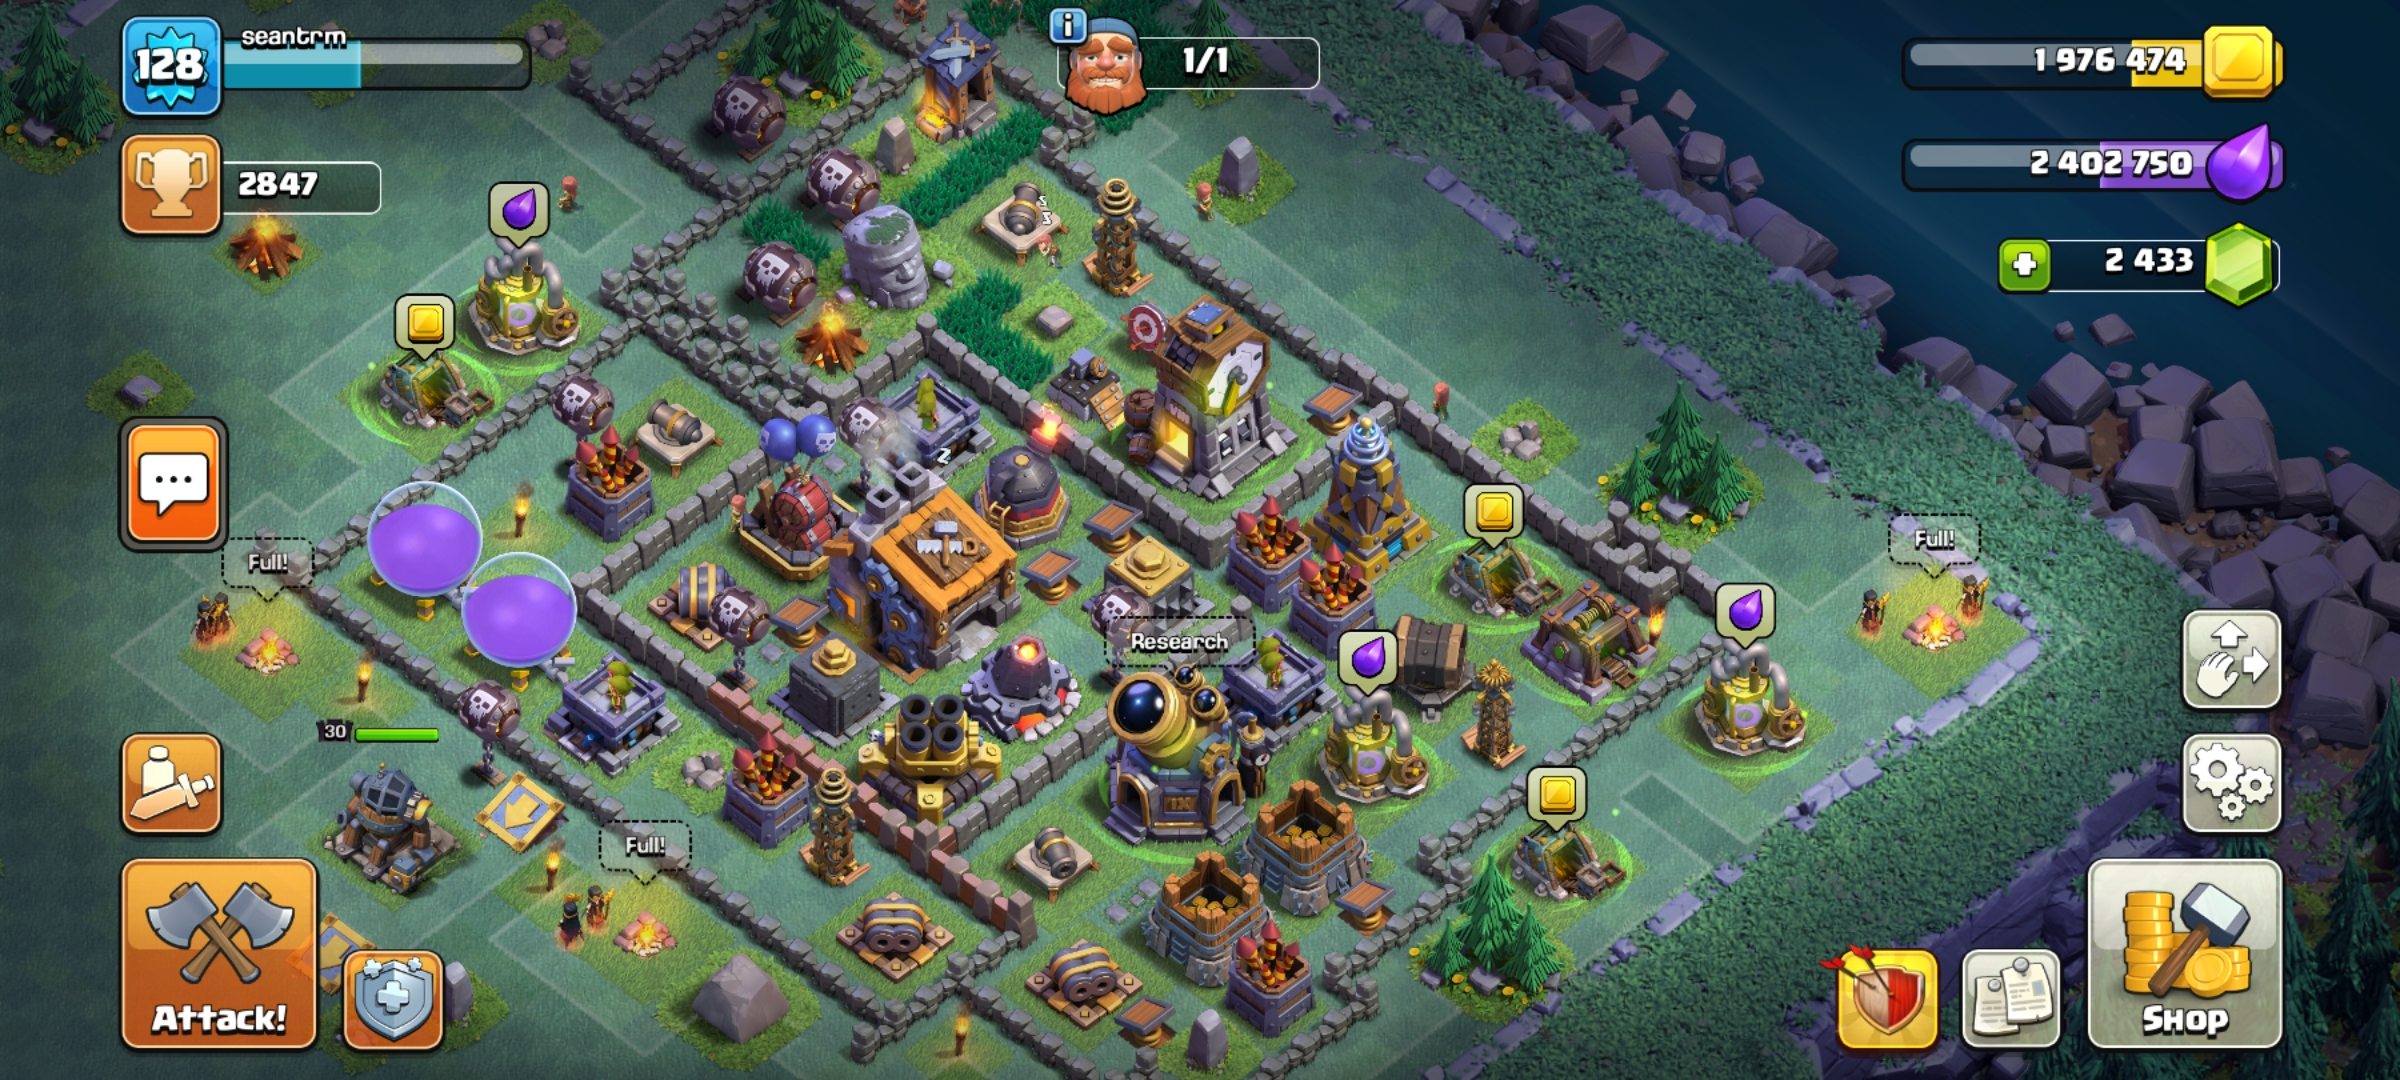 128
seantrm
1/1
1 976 474
2847
2 402 750
2 433
z
Full!
Full!
Research
30
Full!
Attack!
Shop